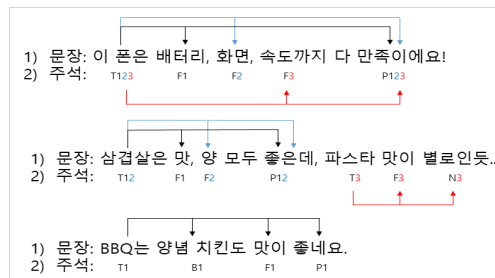 1) 문장: 이 폰은 배터리, 화면, 속도까지 다 만족이에요!
2) 주석: T123 F1 F2 F3 P123
1) 문장: 삼겹살은 맛, 양 모두 좋은데, 파스타 맛이 별로인듯..
2) 주석: T12 F1 F2 P12 T3 F3 N3
1) 문장: BBQ는 양념 치킨도 맛이 좋네요.
2) 주석: T1 B1 F1 P1